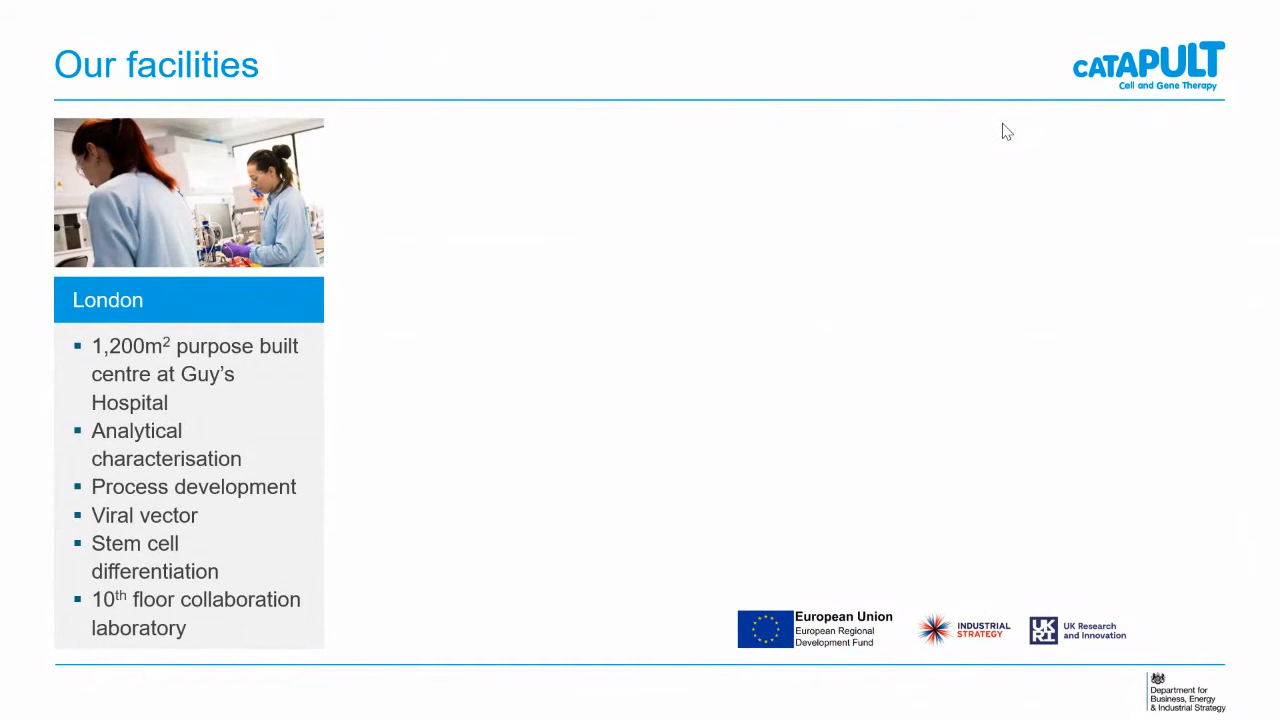 Our facilities
CATAPULT
Cell and Gene Therapy
London
▪ 1,200m² purpose built
centre at Guy’s
Hospital
▪ Analytical
characterisation
▪ Process development
▪ Viral vector
▪ Stem cell
differentiation
▪ 10th floor collaboration
laboratory
European Union
European Regional
Development Fund
INDUSTRIAL
STRATEGY
UK
RI
UK Research
and Innovation
Department for
Business, Energy
& Industrial Strategy